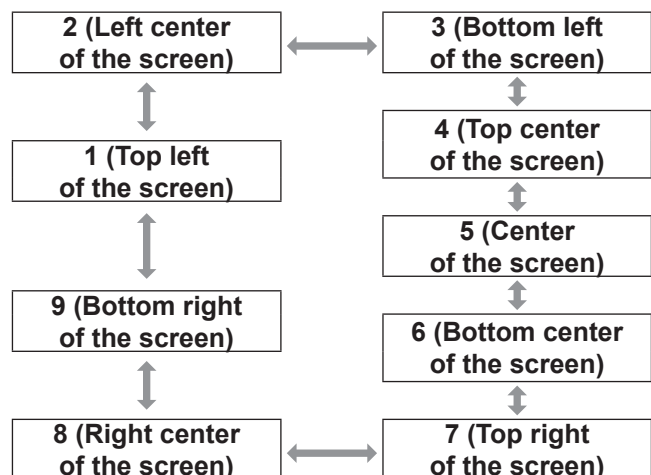 2 (Left center
of the screen)
3 (Bottom left
of the screen)
1 (Top left
of the screen)
4 (Top center
of the screen)
5 (Center
of the screen)
9 (Bottom right
of the screen)
6 (Bottom center
of the screen)
8 (Right center
of the screen)
7 (Top right
of the screen)